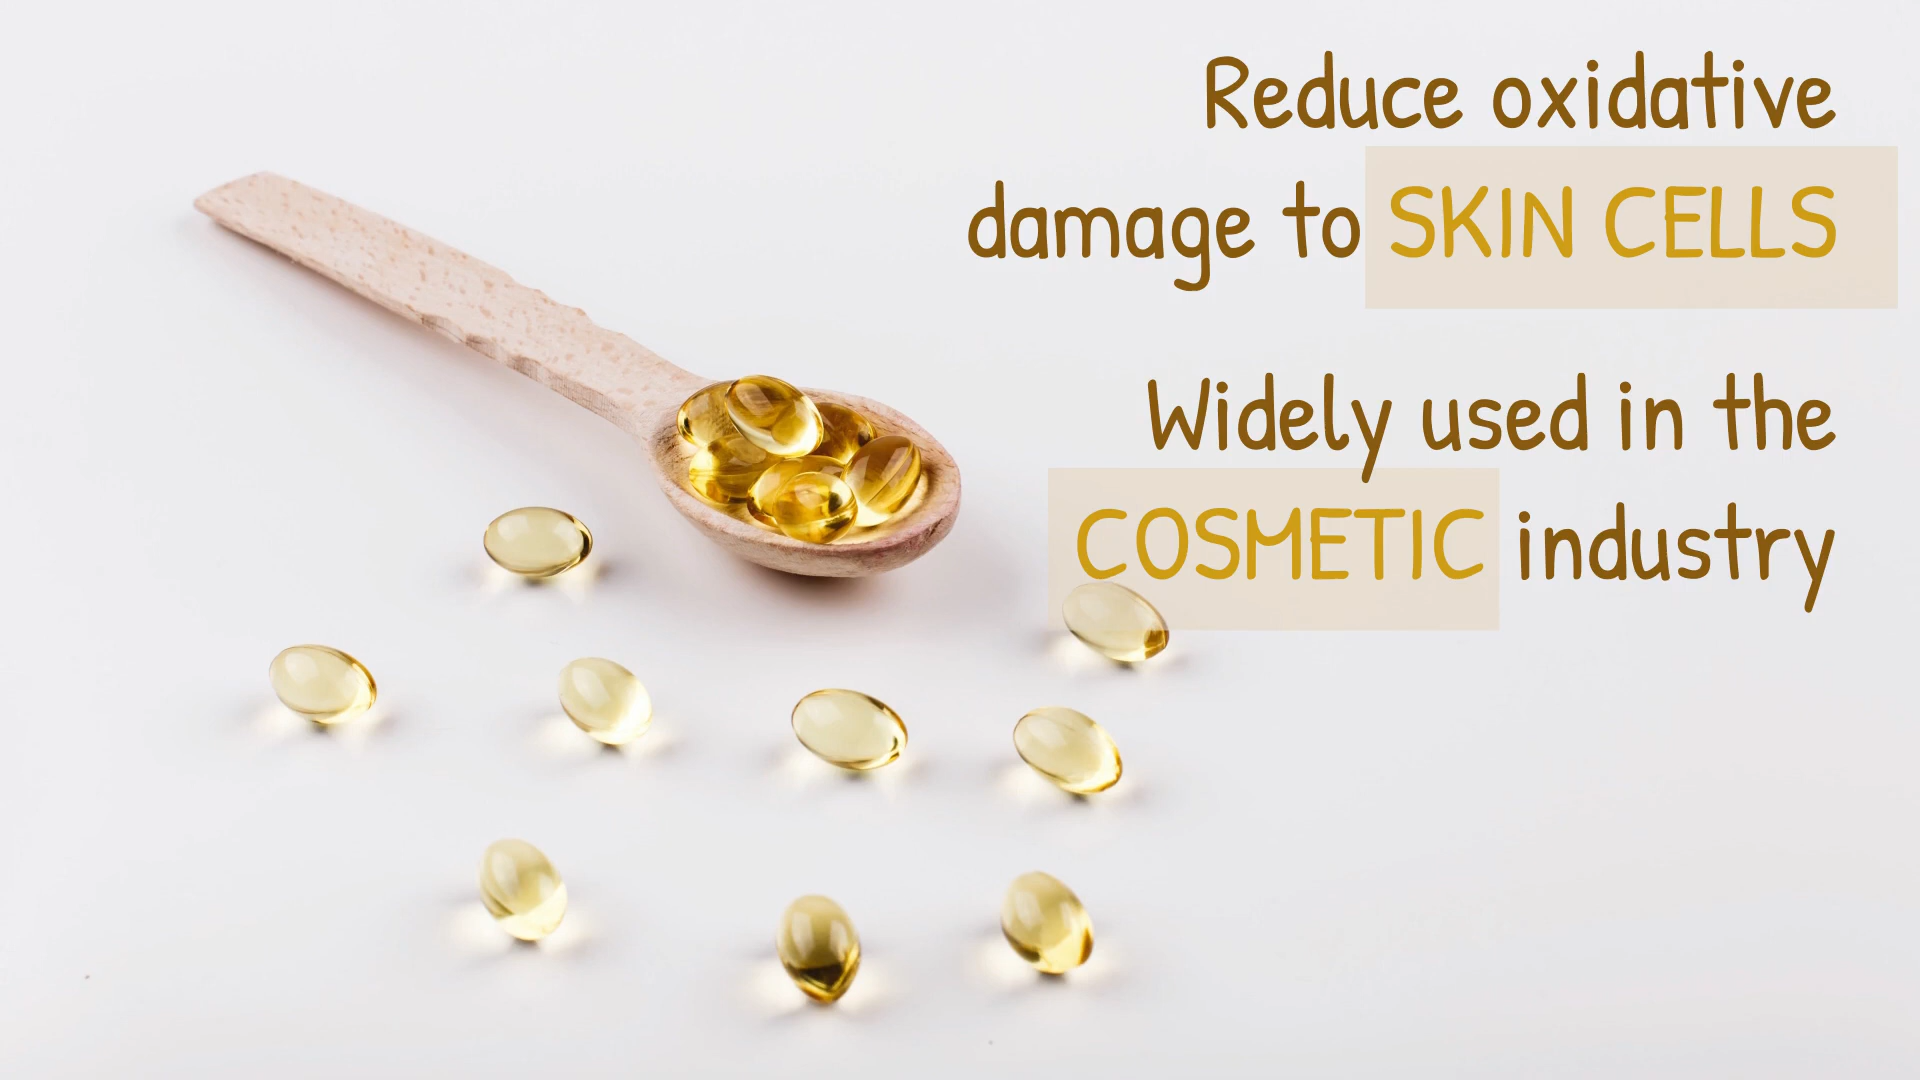 Reduce oxidative
damage to SKIN CELLS
Widely used in the
COSMETIC industry